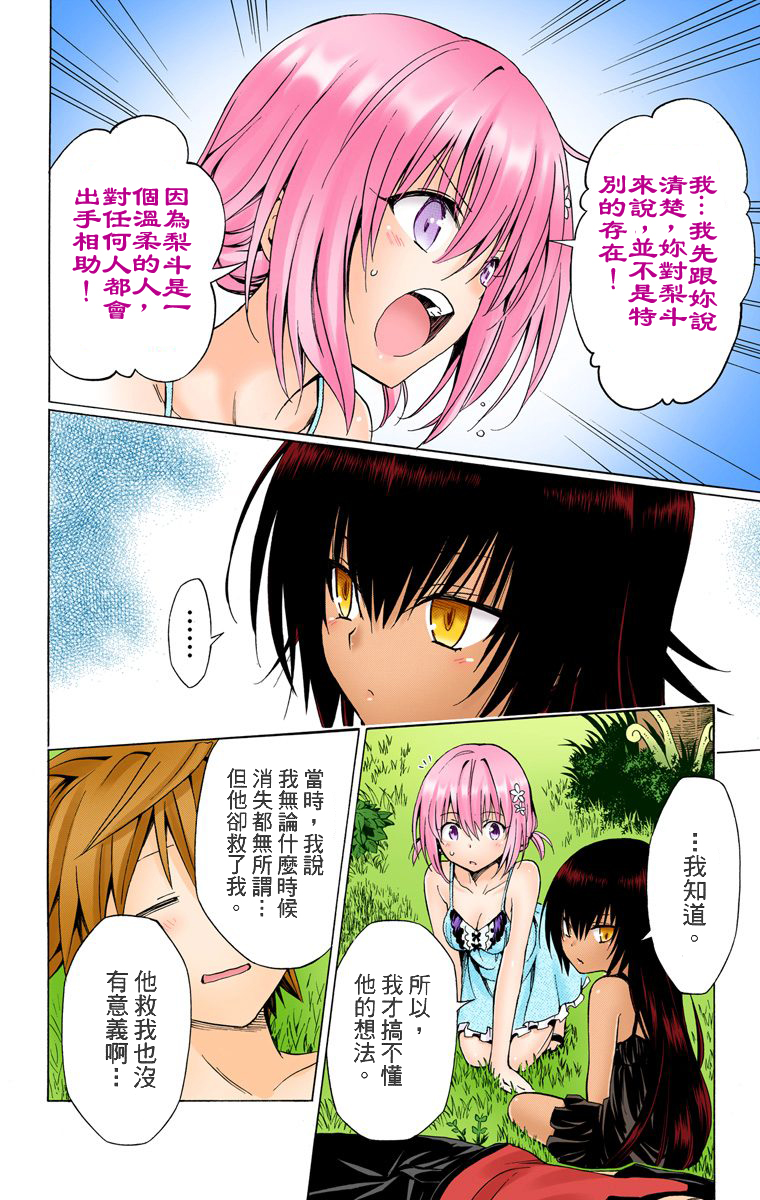 我…我先跟妳說
清楚，妳對梨斗
來說，並不是特
別的存在！
因為梨斗是一
個溫柔的人，
對任何人都會
出手相助！
……
…我知道。
所以，
我才搞不懂
他的想法。
當時，我說
我無論什麼時候
消失都無所謂…
但他卻救了我。
他救我也沒
有意義啊…